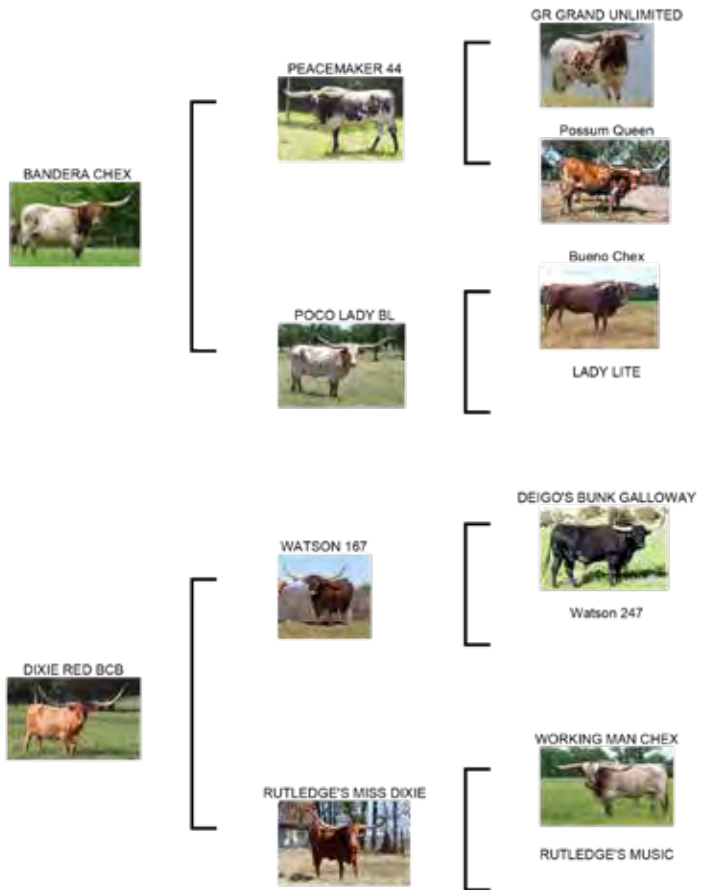 GR GRAND UNLIMITED
PEACEMAKER 44
Possum Queen
BANDERA CHEX
Bueno Chex
POCO LADY BL
LADY LITE
DEIGO'S BUNK GALLOWAY
WATSON 167
Watson 247
DIXIE RED BCB
WORKING MAN CHEX
RUTLEDGE'S MISS DIXIE
RUTLEDGE'S MUSIC